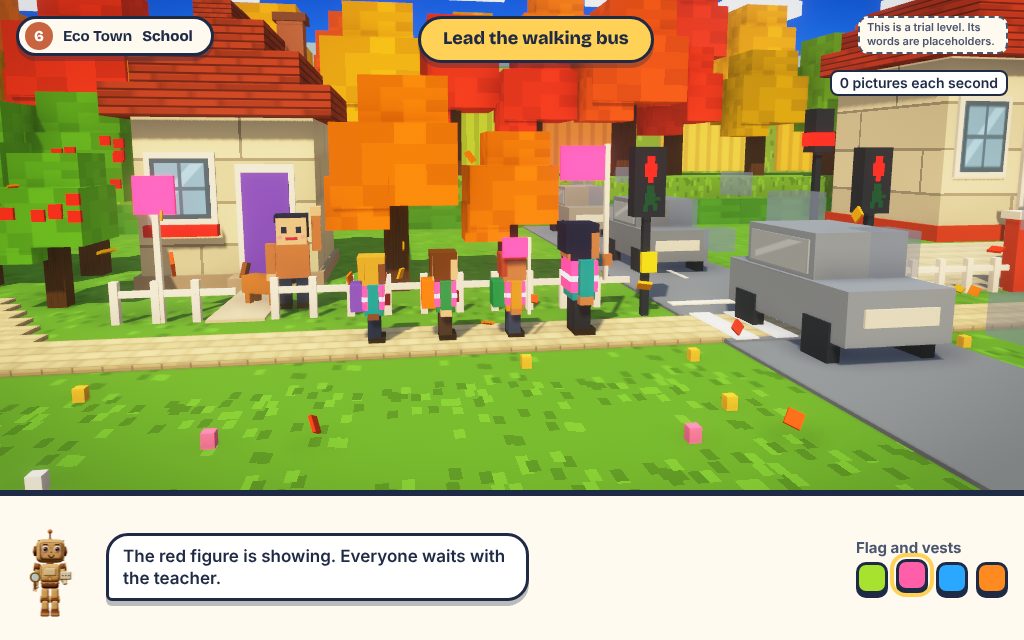 6 Eco Town School
Lead the walking bus
This is a trial level. Its
words are placeholders.
0 pictures each second
The red figure is showing. Everyone waits with
the teacher.
Flag and vests